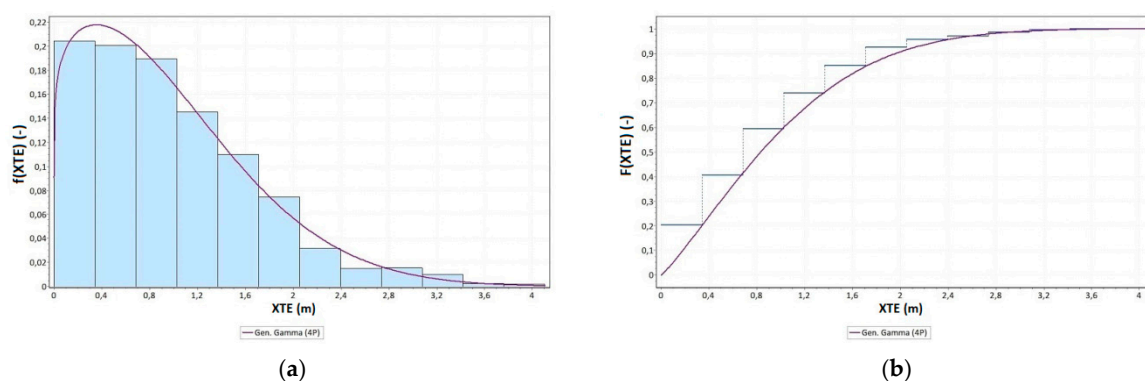 0,22
0,2
0,18
0,16
0,14
0,12
0,1
0,08
0,06
0,04
0,02
0
f(XTE) (-)
0 0,4 0,8 1,2 1,6 2 2,4 2,8 3,2 3,6 4
XTE (m)
Gen. Gamma (4P)
(a)
1
0,9
0,8
0,7
0,6
0,5
0,4
0,3
0,2
0,1
0
F(XTE) (-)
0 0,4 0,8 1,2 1,6 2 2,4 2,8 3,2 3,6 4
XTE (m)
Gen. Gamma (4P)
(b)